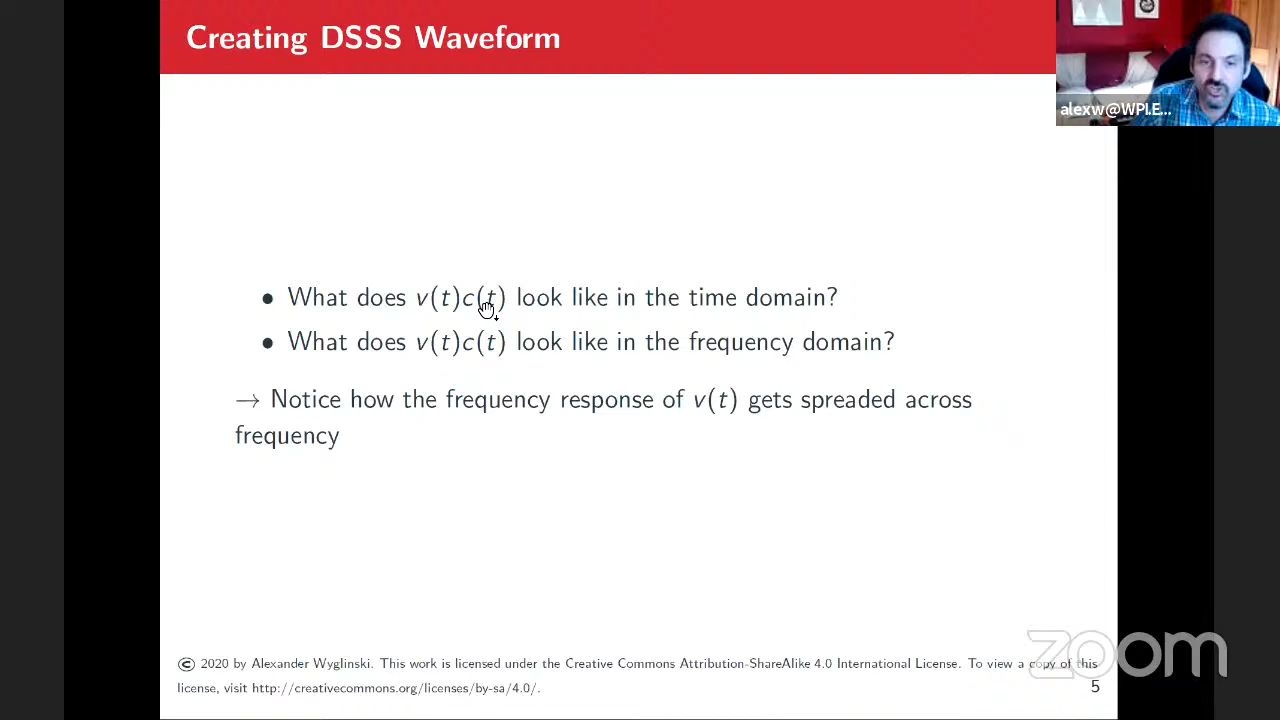 Creating DSSS Waveform
alexw@WPI.E...
• What does v(t)c(t) look like in the time domain?
• What does v(t)c(t) look like in the frequency domain?
→ Notice how the frequency response of v(t) gets spreaded across
frequency
zoom
© 2020 by Alexander Wyglinski. This work is licensed under the Creative Commons Attribution-ShareAlike 4.0 International License. To view a copy of this
license, visit http://creativecommons.org/licenses/by-sa/4.0/.
5